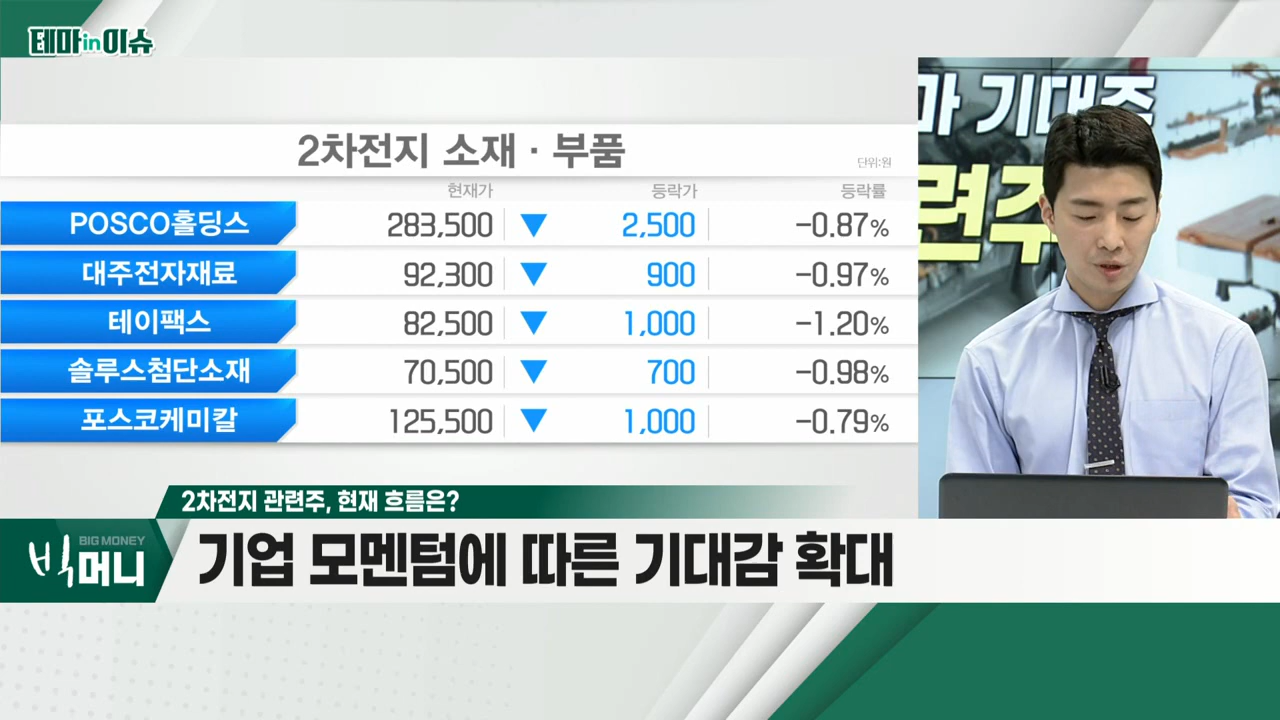 테마in이슈
마 기대주
련주
2차전지 소재 · 부품
단위:원
현재가 등락가 등락률
POSCO홀딩스 283,500 ▼ 2,500 -0.87%
대주전자재료 92,300 ▼ 900 -0.97%
테이팩스 82,500 ▼ 1,000 -1.20%
솔루스첨단소재 70,500 ▼ 700 -0.98%
포스코케미칼 125,500 ▼ 1,000 -0.79%
2차전지 관련주, 현재 흐름은?
BIG MONEY
빅머니
기업 모멘텀에 따른 기대감 확대